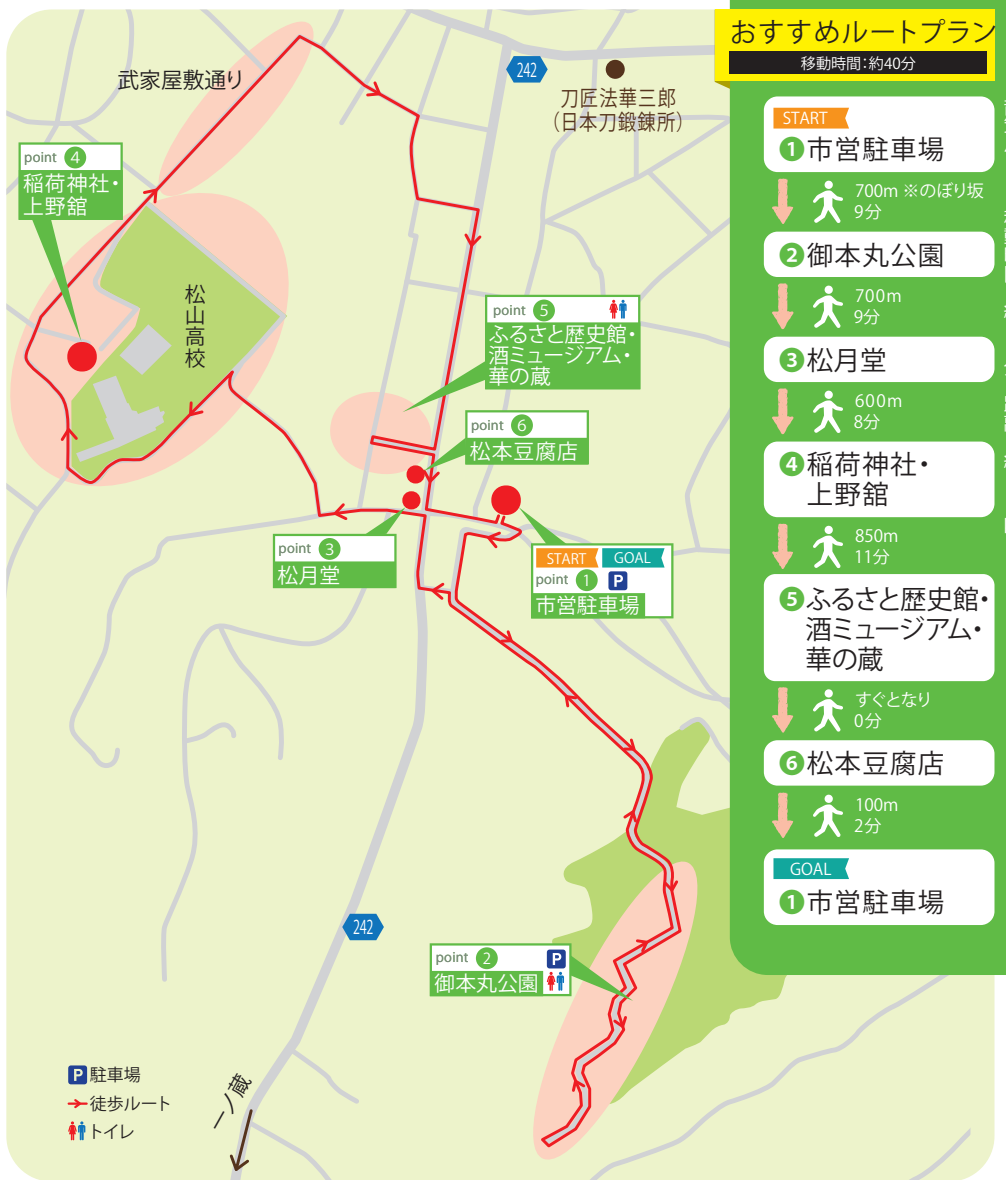 武家屋敷通り
242
刀匠法華三郎
（日本刀鍛錬所）
point 4
稲荷神社・
上野舘
松山高校
point 5
ふるさと歴史館・
酒ミュージアム・
華の蔵
point 6
松本豆腐店
point 3
松月堂
START GOAL
point 1 P
市営駐車場
242
point 2 P
御本丸公園
P 駐車場
徒歩ルート
トイレ
一ノ蔵
おすすめルートプラン
移動時間：約40分
START
1 市営駐車場
700m ※のぼり坂
9分
2 御本丸公園
700m
9分
3 松月堂
600m
8分
4 稲荷神社・
上野舘
850m
11分
5 ふるさと歴史館・
酒ミュージアム・
華の蔵
すぐとなり
0分
6 松本豆腐店
100m
2分
GOAL
1 市営駐車場